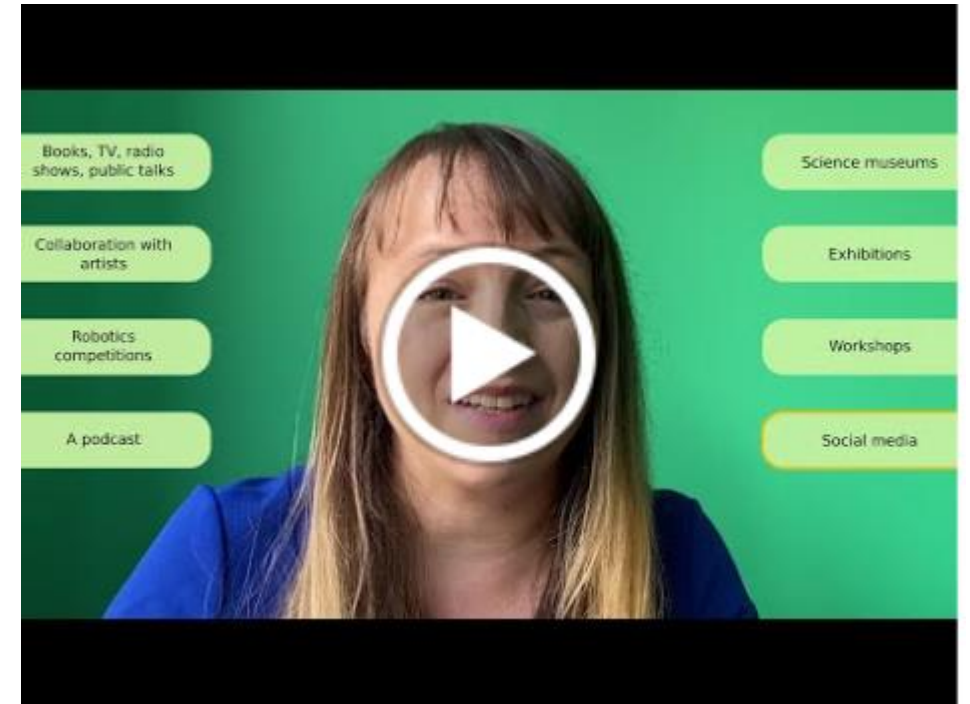 Books, TV, radio
shows, public talks
Collaboration with
artists
Robotics
competitions
A podcast
Science museums
Exhibitions
Workshops
Social media